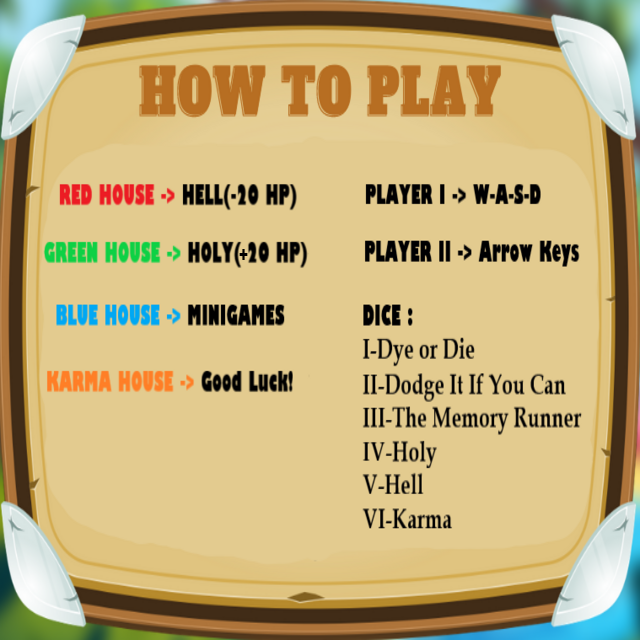 HOW TO PLAY
RED HOUSE -> HELL(-20 HP)
GREEN HOUSE -> HOLY(+20 HP)
BLUE HOUSE -> MINIGAMES
KARMA HOUSE -> Good Luck!
PLAYER I -> W-A-S-D
PLAYER II -> Arrow Keys
DICE :
I-Dye or Die
II-Dodge It If You Can
III-The Memory Runner
IV-Holy
V-Hell
VI-Karma